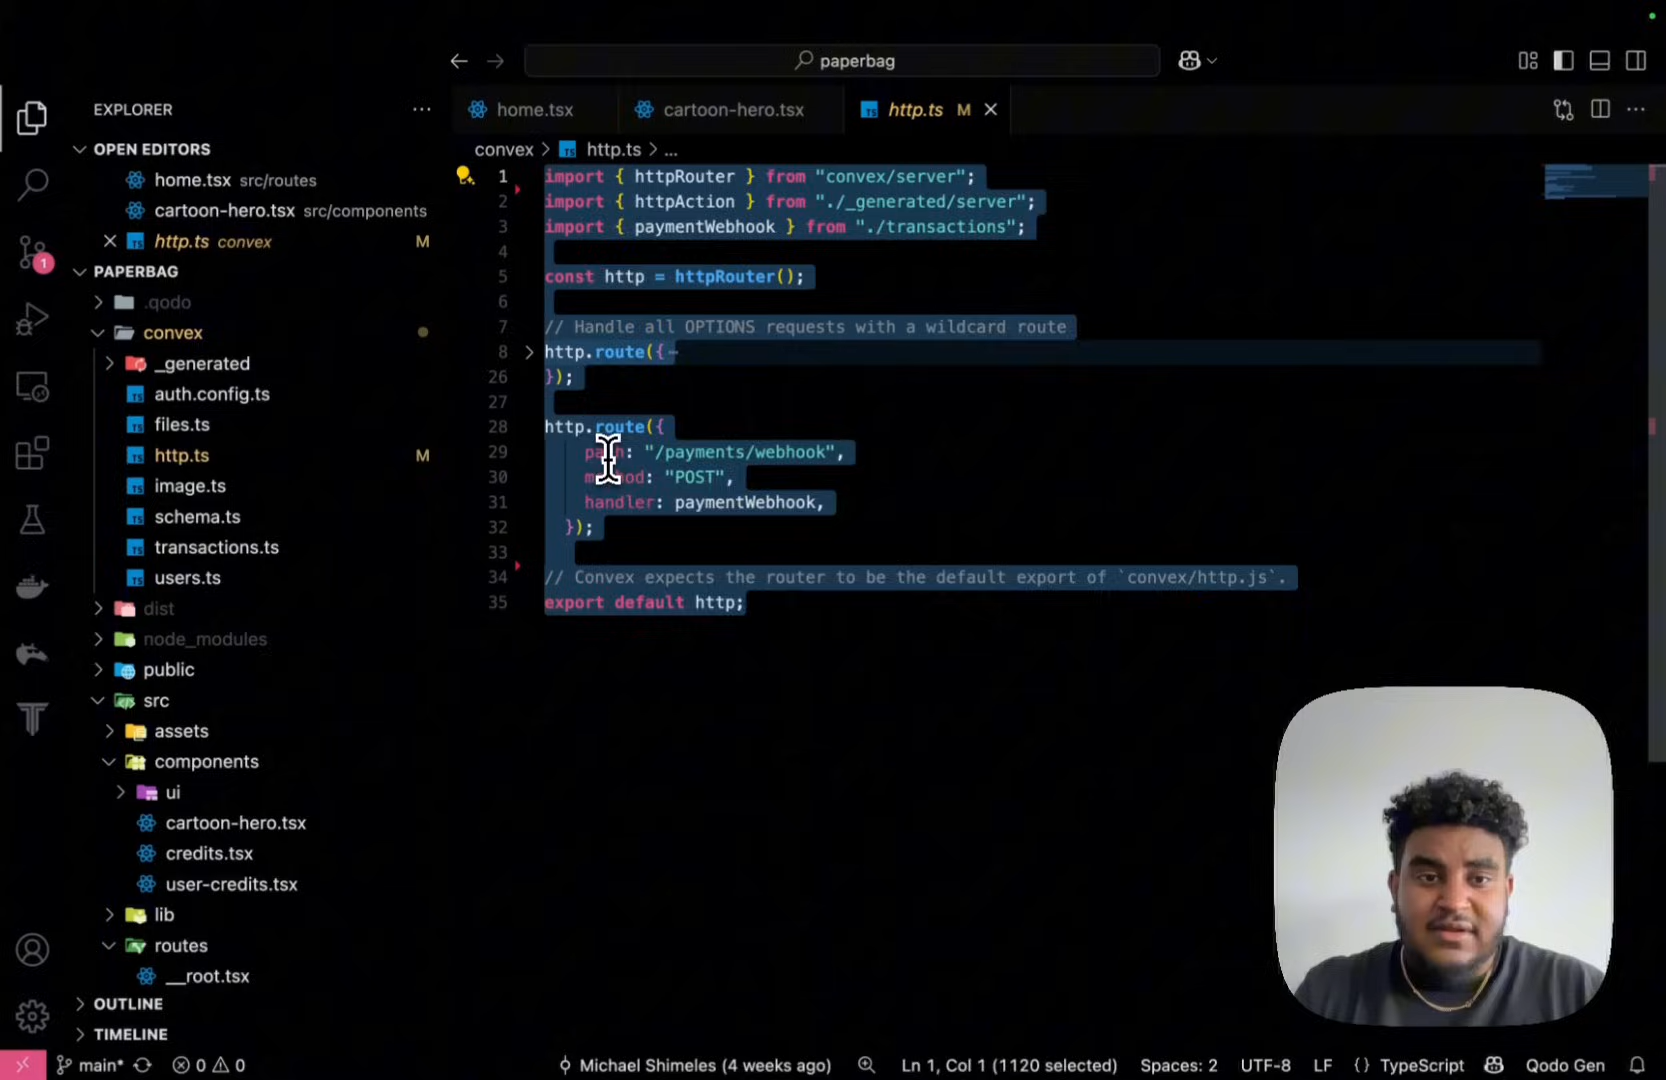 paperbag
EXPLORER
home.tsx
cartoon-hero.tsx
http.ts M
OPEN EDITORS
home.tsx src/routes
cartoon-hero.tsx src/components
http.ts convex M
PAPERBAG
.qodo
convex
_generated
auth.config.ts
files.ts
http.ts M
image.ts
schema.ts
transactions.ts
users.ts
dist
node_modules
public
src
assets
components
ui
cartoon-hero.tsx
credits.tsx
user-credits.tsx
lib
routes
__root.tsx
OUTLINE
TIMELINE
1
convex > TS http.ts > ...
1 import { httpRouter } from "convex/server";
2 import { httpAction } from "./_generated/server";
3 import { paymentWebhook } from "./transactions";
4
5 const http = httpRouter();
6
7 // Handle all OPTIONS requests with a wildcard route
8 http.route({
26 });
27
28 http.route({
29 path: "/payments/webhook",
30 method: "POST",
31 handler: paymentWebhook,
32 });
33
34 // Convex expects the router to be the default export of `convex/http.js`.
35 export default http;
main* 0 0 Michael Shimeles (4 weeks ago) Ln 1, Col 1 (1120 selected) Spaces: 2 UTF-8 LF {} TypeScript Qodo Gen